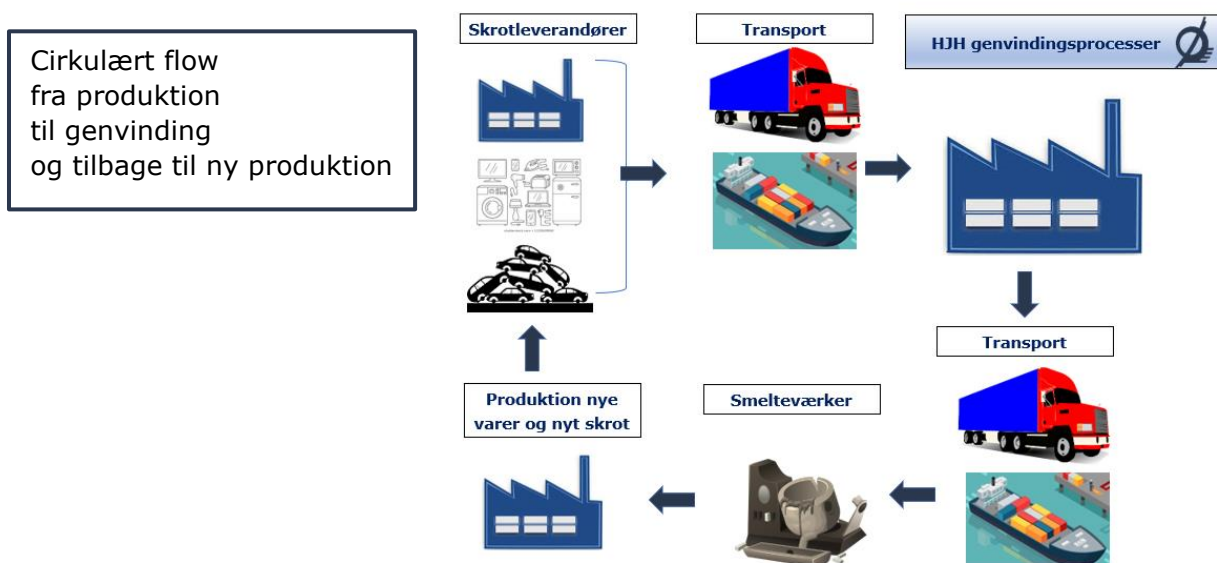 Cirkulært flow
fra produktion
til genvinding
og tilbage til ny produktion
Skrotleverandører
Transport
HJH genvindingsprocesser
Transport
Smelteværker
Produktion nye
varer og nyt skrot